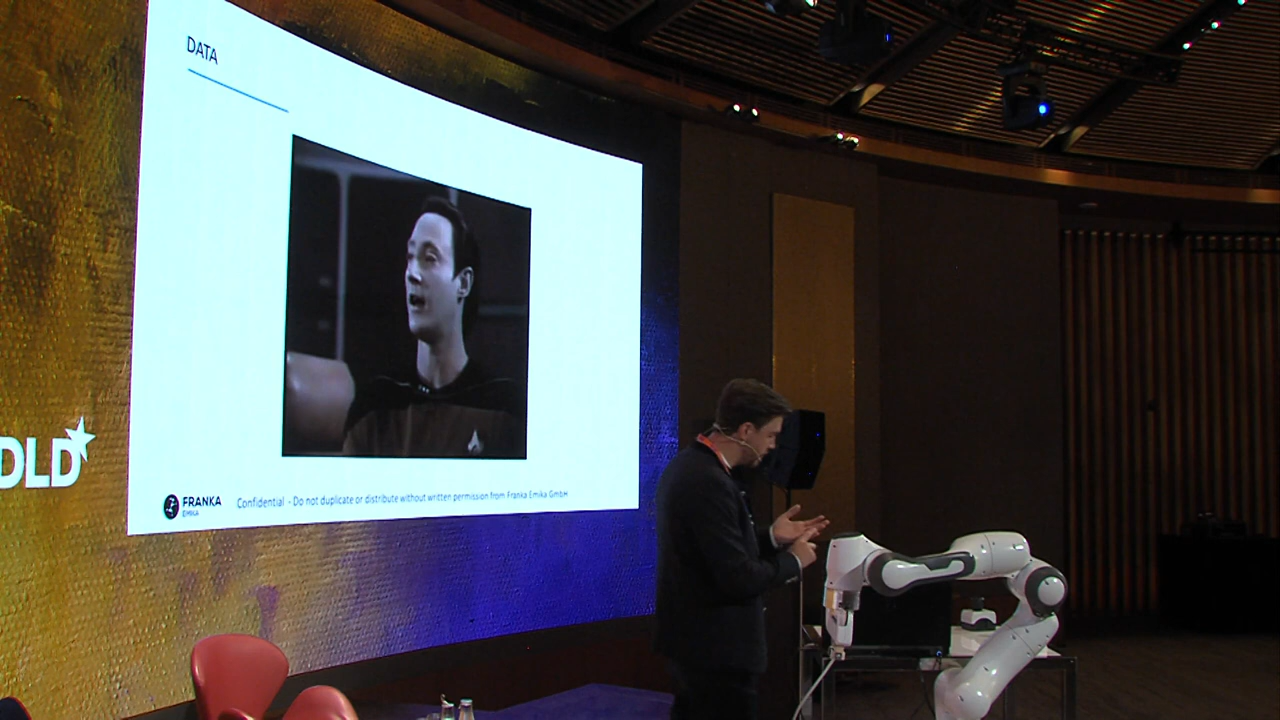 DATA
DLD
FRANKA
EMIKA
Confidential - Do not duplicate or distribute without written permission from Franka Emika GmbH